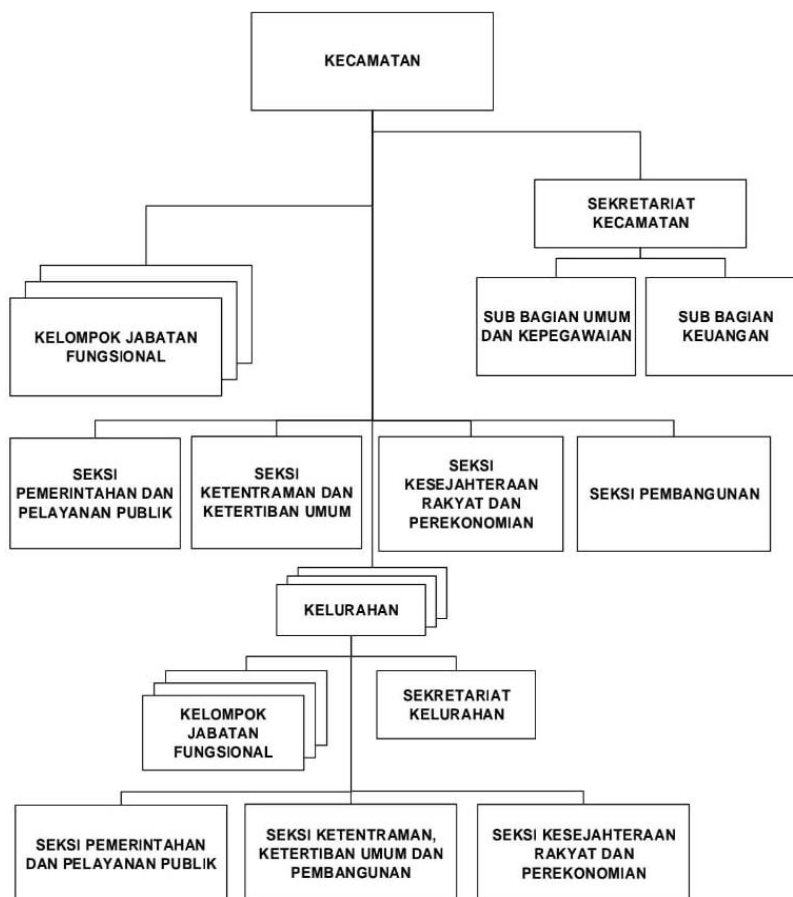 KECAMATAN
SEKRETARIAT
KECAMATAN
SUB BAGIAN UMUM
DAN KEPEGAWAIAN
SUB BAGIAN
KEUANGAN
KELOMPOK JABATAN
FUNGSIONAL
SEKSI
PEMERINTAHAN DAN
PELAYANAN PUBLIK
SEKSI
KETENTRAMAN DAN
KETERTIBAN UMUM
SEKSI
KESEJAHTERAAN
RAKYAT DAN
PEREKONOMIAN
SEKSI PEMBANGUNAN
KELURAHAN
KELOMPOK
JABATAN
FUNGSIONAL
SEKRETARIAT
KELURAHAN
SEKSI PEMERINTAHAN
DAN PELAYANAN PUBLIK
SEKSI KETENTRAMAN,
KETERTIBAN UMUM DAN
PEMBANGUNAN
SEKSI KESEJAHTERAAN
RAKYAT DAN
PEREKONOMIAN